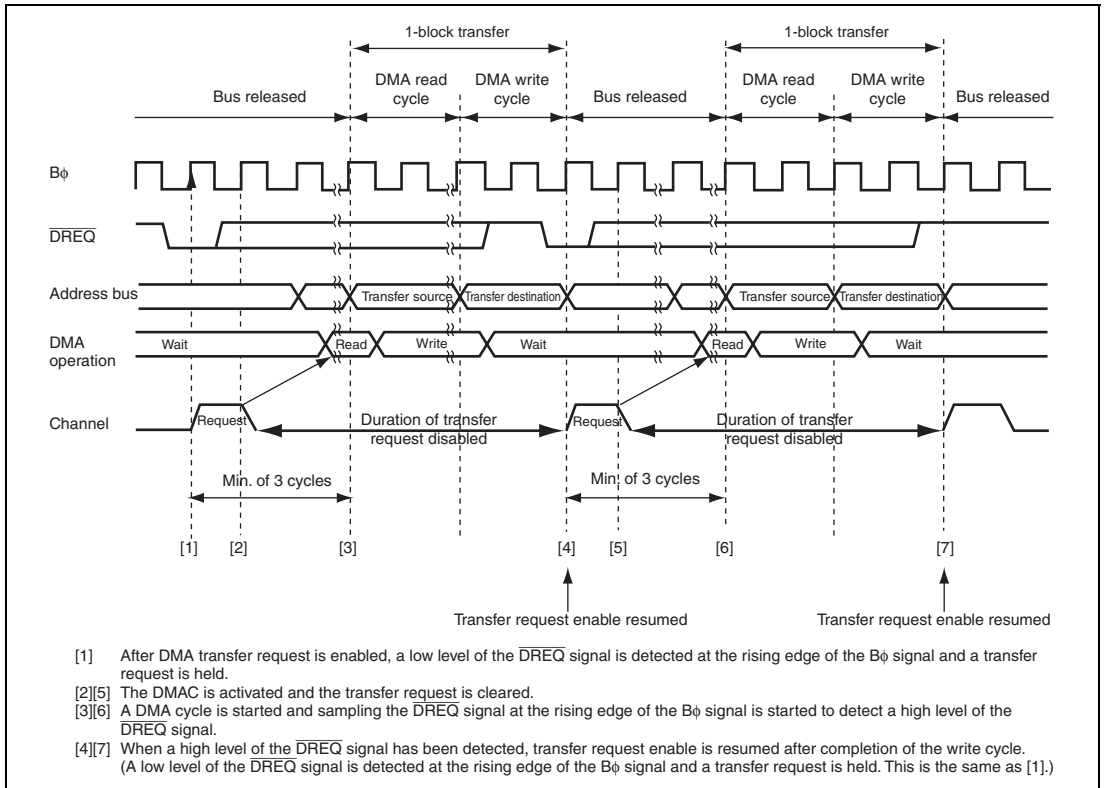 1-block transfer 1-block transfer
DMA read cycle DMA write cycle DMA read cycle DMA write cycle
Bus released Bus released Bus released
Bφ
DREQ
Address bus Transfer source Transfer destination Transfer source Transfer destination
DMA operation Wait Read Write Wait Read Write Wait
Channel Request Duration of transfer request disabled Request Duration of transfer request disabled
Min. of 3 cycles Min. of 3 cycles
[1] [2] [3] [4] [5] [6] [7]
Transfer request enable resumed Transfer request enable resumed
[1] After DMA transfer request is enabled, a low level of the DREQ signal is detected at the rising edge of the Bφ signal and a transfer
request is held.
[2][5] The DMAC is activated and the transfer request is cleared.
[3][6] A DMA cycle is started and sampling the DREQ signal at the rising edge of the Bφ signal is started to detect a high level of the
DREQ signal.
[4][7] When a high level of the DREQ signal has been detected, transfer request enable is resumed after completion of the write cycle.
(A low level of the DREQ signal is detected at the rising edge of the Bφ signal and a transfer request is held. This is the same as [1].)